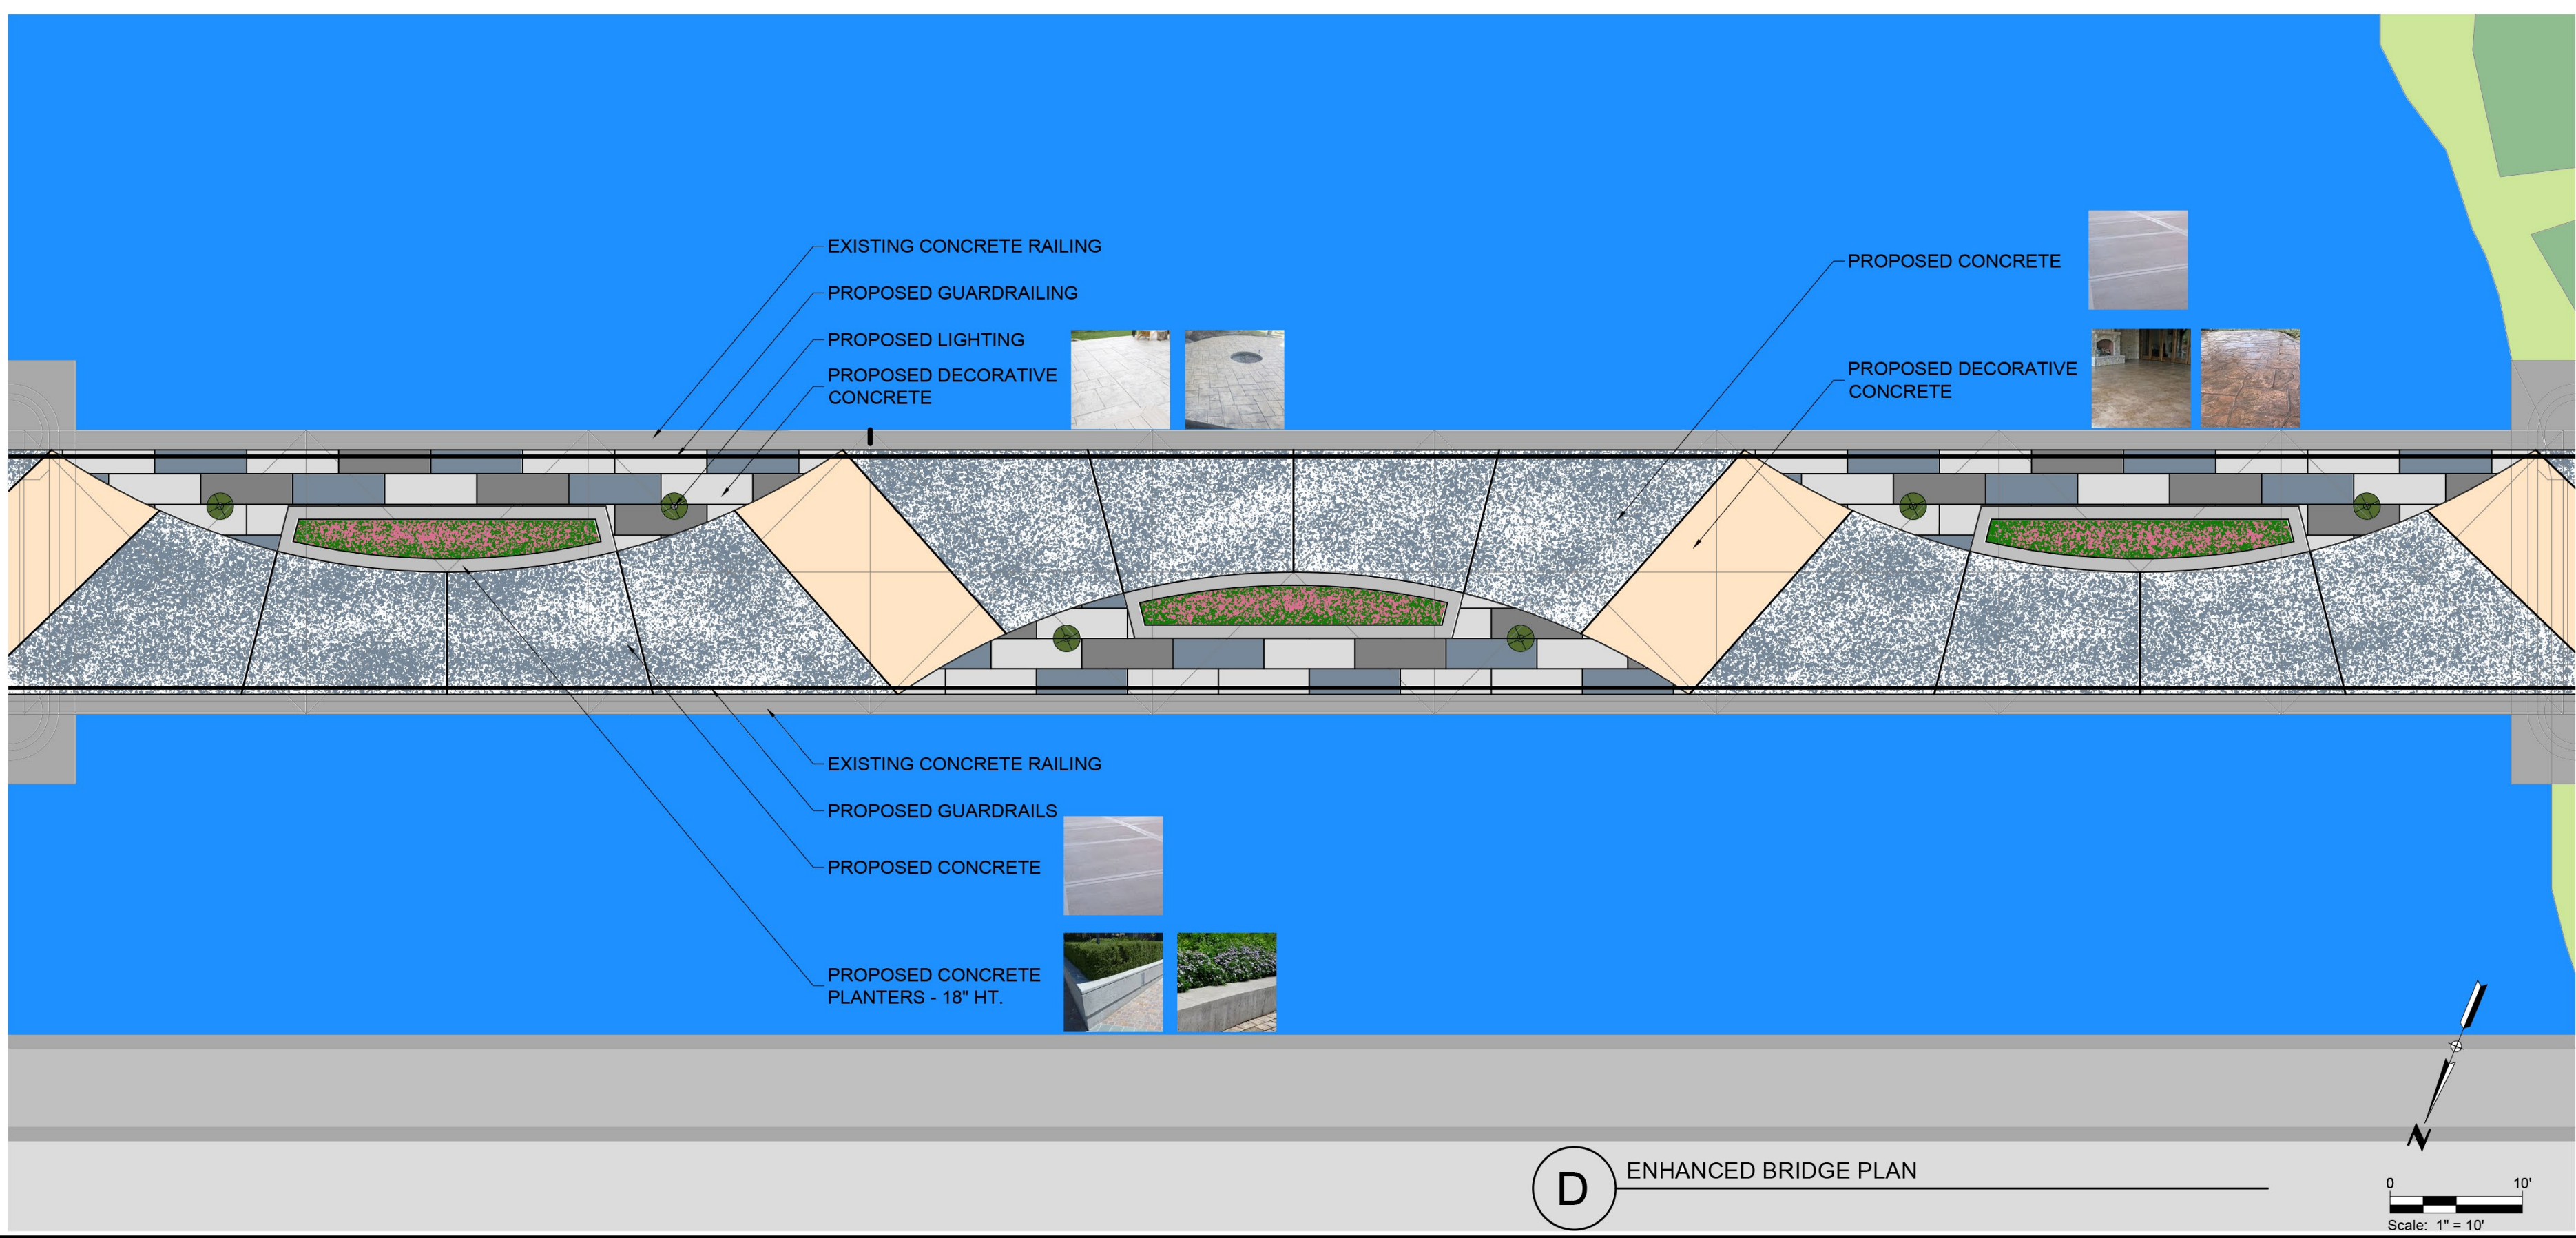 EXISTING CONCRETE RAILING
PROPOSED GUARDRAILING
PROPOSED LIGHTING
PROPOSED DECORATIVE
CONCRETE
PROPOSED CONCRETE
PROPOSED DECORATIVE
CONCRETE
EXISTING CONCRETE RAILING
PROPOSED GUARDRAILS
PROPOSED CONCRETE
PROPOSED CONCRETE
PLANTERS - 18" HT.
N
D
ENHANCED BRIDGE PLAN
0 10'
Scale: 1" = 10'